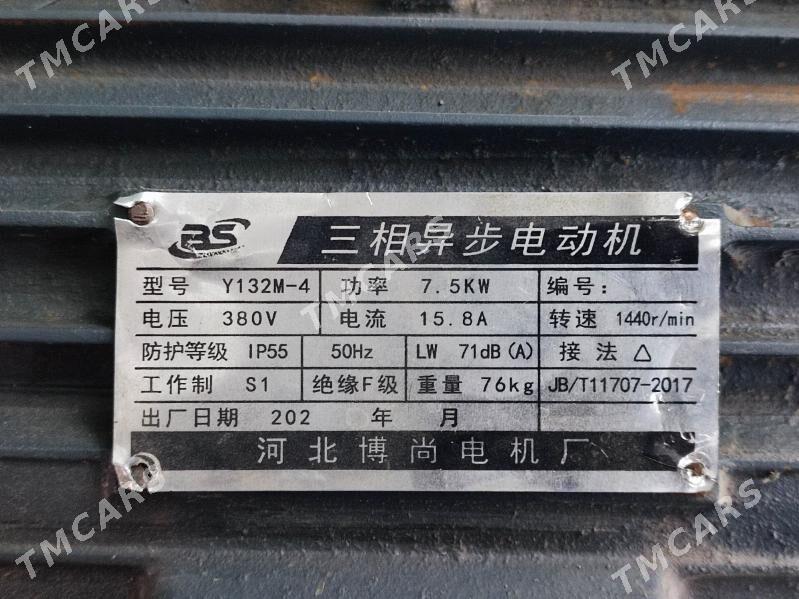 BS 三相异步电动机
型号 Y132M-4 功率 7.5KW 编号:
电压 380V 电流 15.8A 转速 1440r/min
防护等级 IP55 50Hz LW 71dB(A) 接法 △
工作制 S1 绝缘F级 重量 76kg JB/T11707-2017
出厂日期 202 年 月
河北博尚电机厂
TMCARS
TMCARS
TMCARS
TMCARS
TMCARS